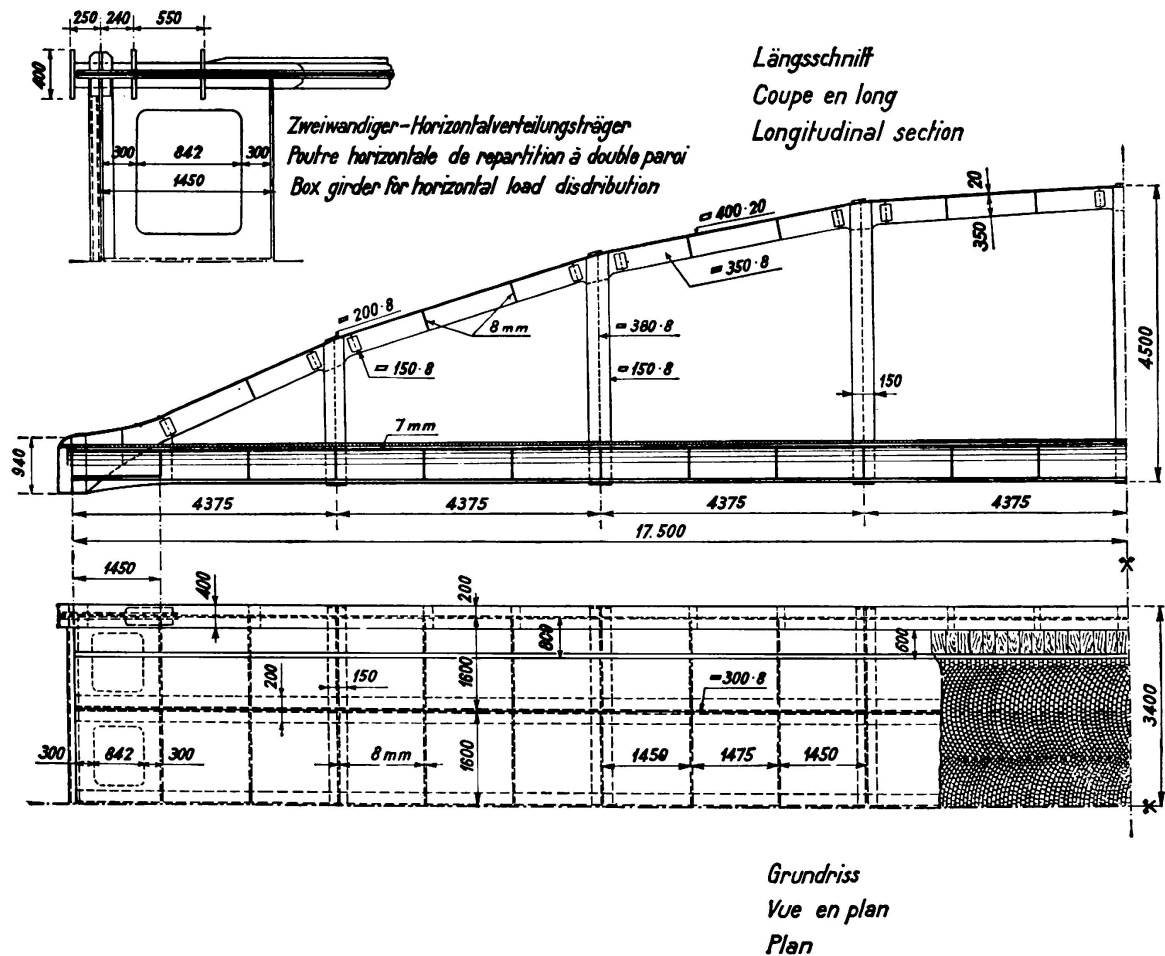 250 240 550
400
Längsschnitt
Coupe en long
Longitudinal section
Zweiwandiger-Horizontalverteilungsträger
Poutre horizontale de repartition à double paroi
Box girder for horizontal load disdribution
300 842 300
1450
20
400·20
350
350·8
200·8
8 mm
380·8
150·8
150·8
150
4500
7 mm
940
4375 4375 4375 4375
17.500
1450
400
200
800
600
1600
200
150
300·8
3400
300 842 300
8 mm
1600
1450 1475 1450
Grundriss
Vue en plan
Plan